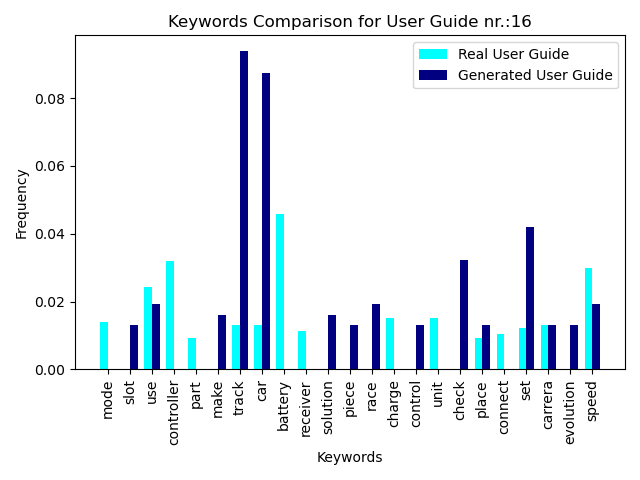 Keywords Comparison for User Guide nr.:16
Real User Guide
Generated User Guide
Frequency
0.08
0.06
0.04
0.02
0.00
mode
slot
use
controller
part
make
track
car
battery
receiver
solution
piece
race
charge
control
unit
check
place
connect
set
carrera
evolution
speed
Keywords